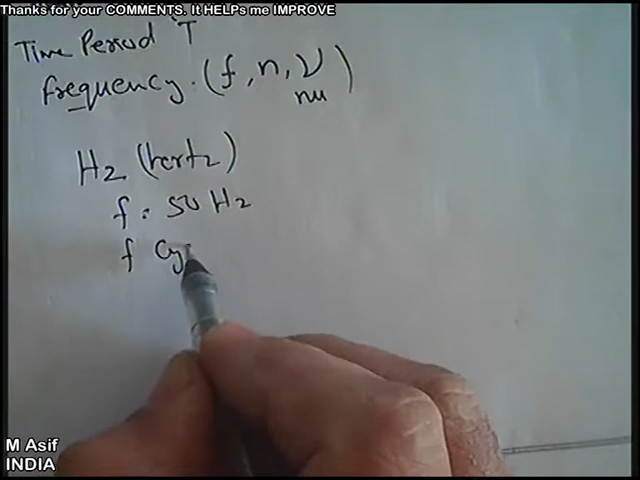 Thanks for your COMMENTS. It HELPs me IMPROVE
Time Period T
frequency. (f, n, ν)
nu
Hz (hertz)
f = 50 Hz
f Cy
M Asif
INDIA